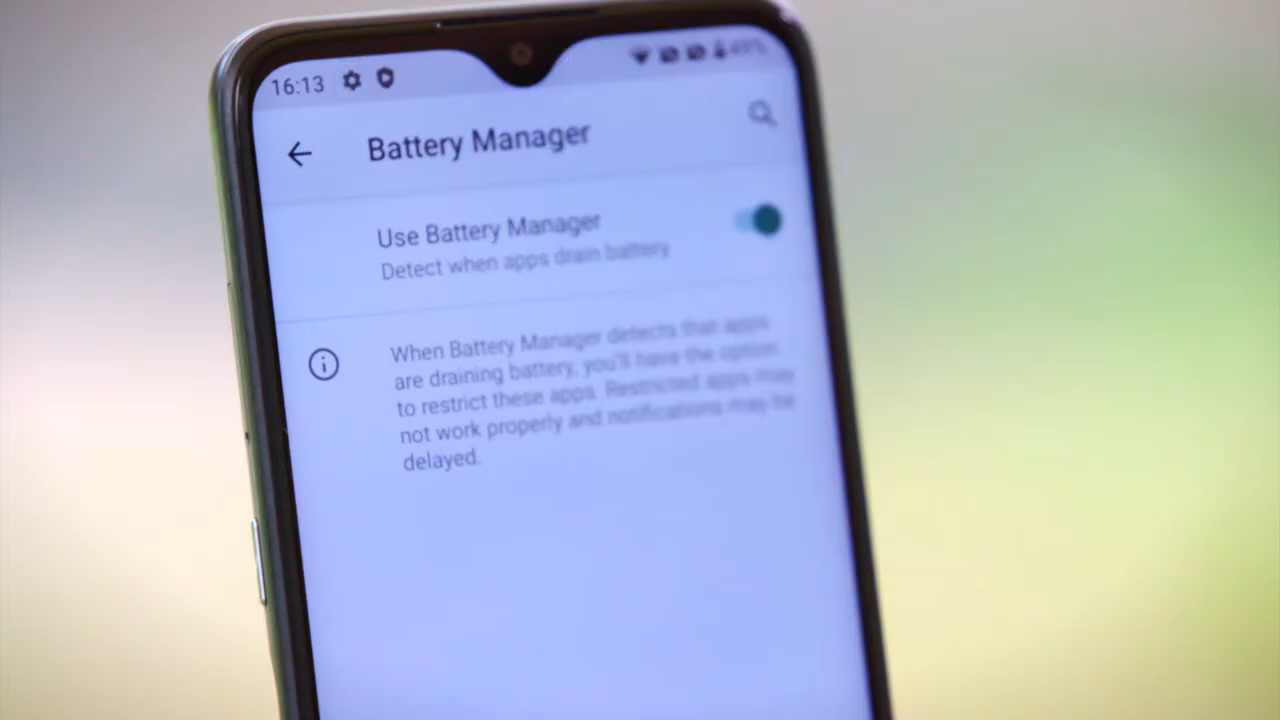 16:13
Battery Manager
Use Battery Manager
Detect when apps drain battery
When Battery Manager detects that apps
are draining battery, you'll have the option
to restrict these apps. Restricted apps may
not work properly and notifications may be
delayed.